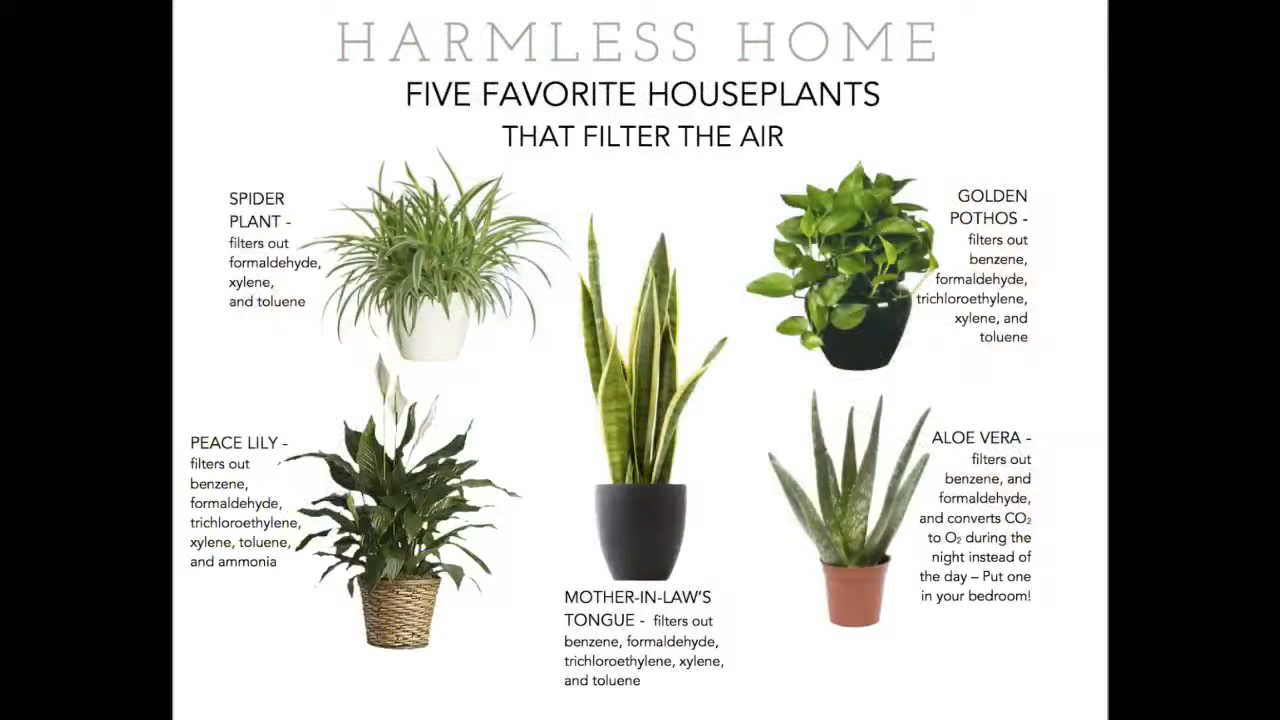 HARMLESS HOME
FIVE FAVORITE HOUSEPLANTS
THAT FILTER THE AIR
SPIDER
PLANT -
filters out
formaldehyde,
xylene,
and toluene
GOLDEN
POTHOS -
filters out
benzene,
formaldehyde,
trichloroethylene,
xylene, and
toluene
PEACE LILY -
filters out
benzene,
formaldehyde,
trichloroethylene,
xylene, toluene,
and ammonia
MOTHER-IN-LAW'S
TONGUE - filters out
benzene, formaldehyde,
trichloroethylene, xylene,
and toluene
ALOE VERA -
filters out
benzene, and
formaldehyde,
and converts CO₂
to O₂ during the
night instead of
the day – Put one
in your bedroom!